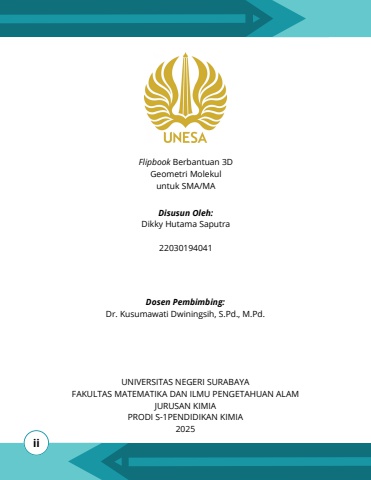 UNESA
Flipbook Berbantuan 3D
Geometri Molekul
untuk SMA/MA
Disusun Oleh:
Dikky Hutama Saputra
22030194041
Dosen Pembimbing:
Dr. Kusumawati Dwiningsih, S.Pd., M.Pd.
UNIVERSITAS NEGERI SURABAYA
FAKULTAS MATEMATIKA DAN ILMU PENGETAHUAN ALAM
JURUSAN KIMIA
PRODI S-1PENDIDIKAN KIMIA
2025
ii